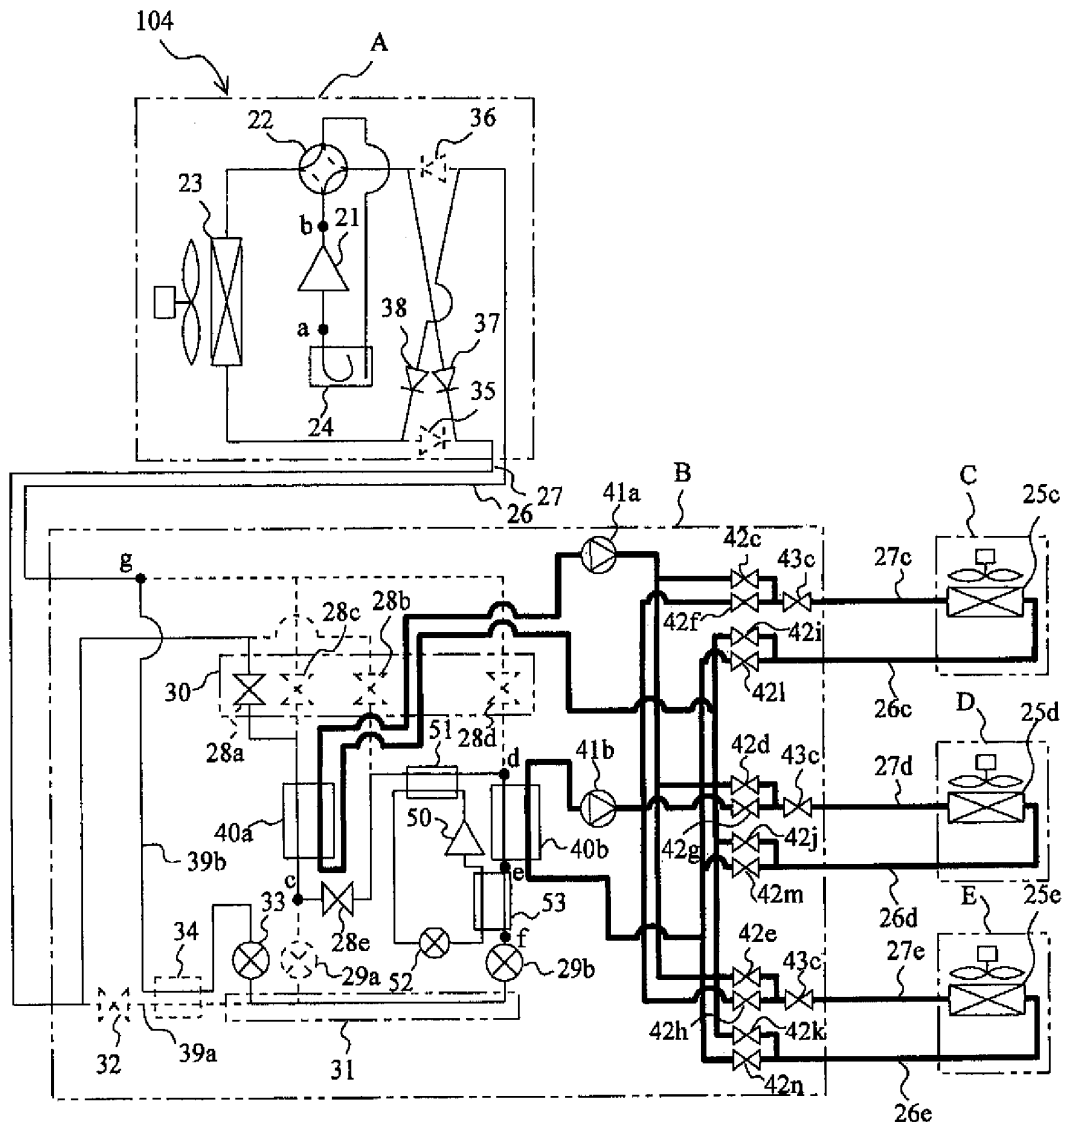 104
A
22
36
23
b
21
38
37
a
24
35
27
26
B
41a
C
25c
42c
43c
27c
g
28b
28c
42f
42i
30
42l
26c
28a
28d
D
25d
51
d
42d
43c
41b
27d
50
40a
40b
42g
42j
39b
e
c
42m
26d
33
53
E
25e
34
28e
f
42e
29a
52
29b
43c
27e
42h
42k
32
39a
31
42n
26e